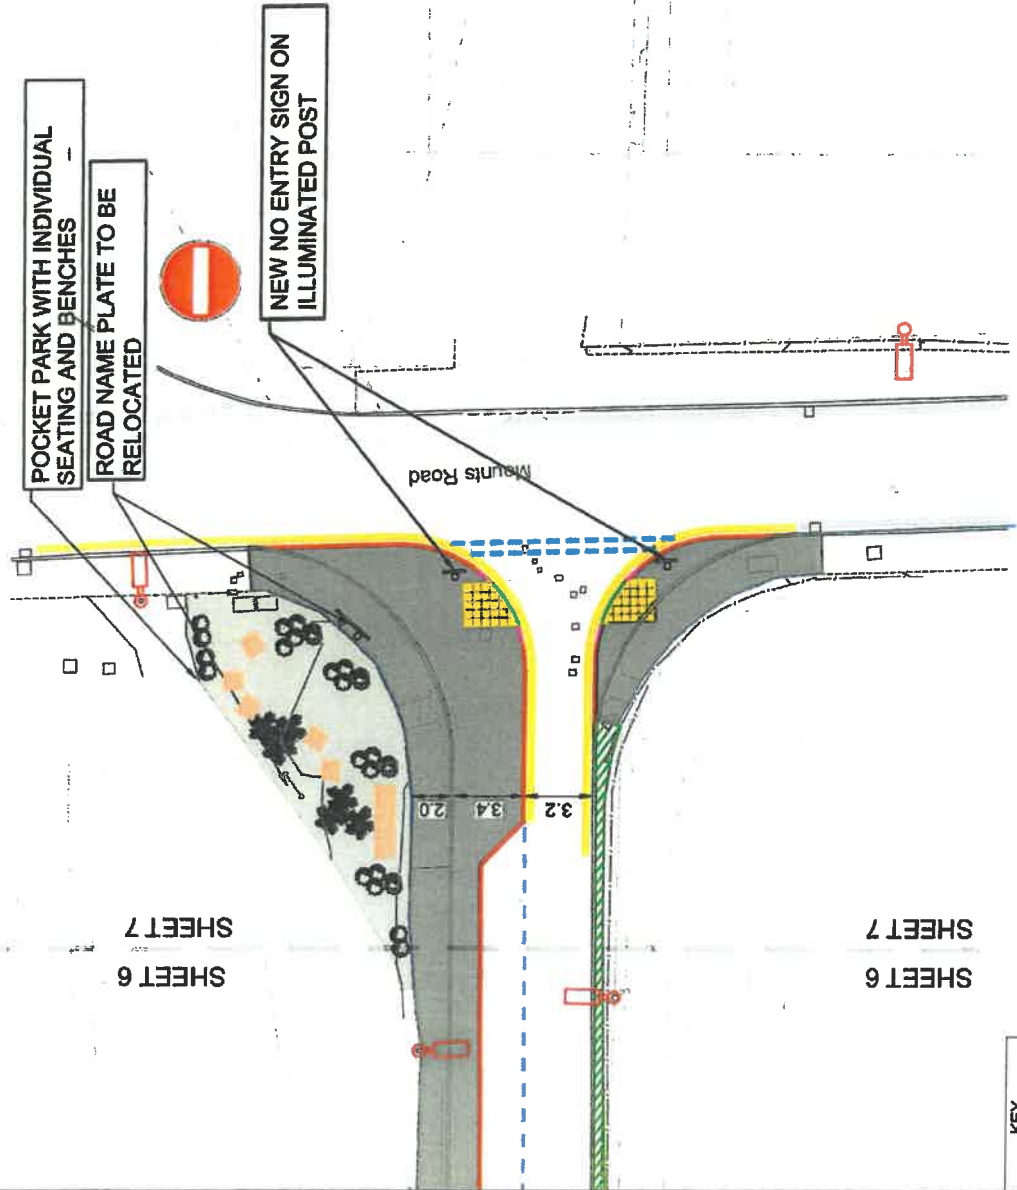 POCKET PARK WITH INDIVIDUAL
SEATING AND BENCHES
ROAD NAME PLATE TO BE
RELOCATED
NEW NO ENTRY SIGN ON
ILLUMINATED POST
Mounts Road
2.0
3.4
3.2
SHEET 7
SHEET 6
SHEET 7
SHEET 6
KEY